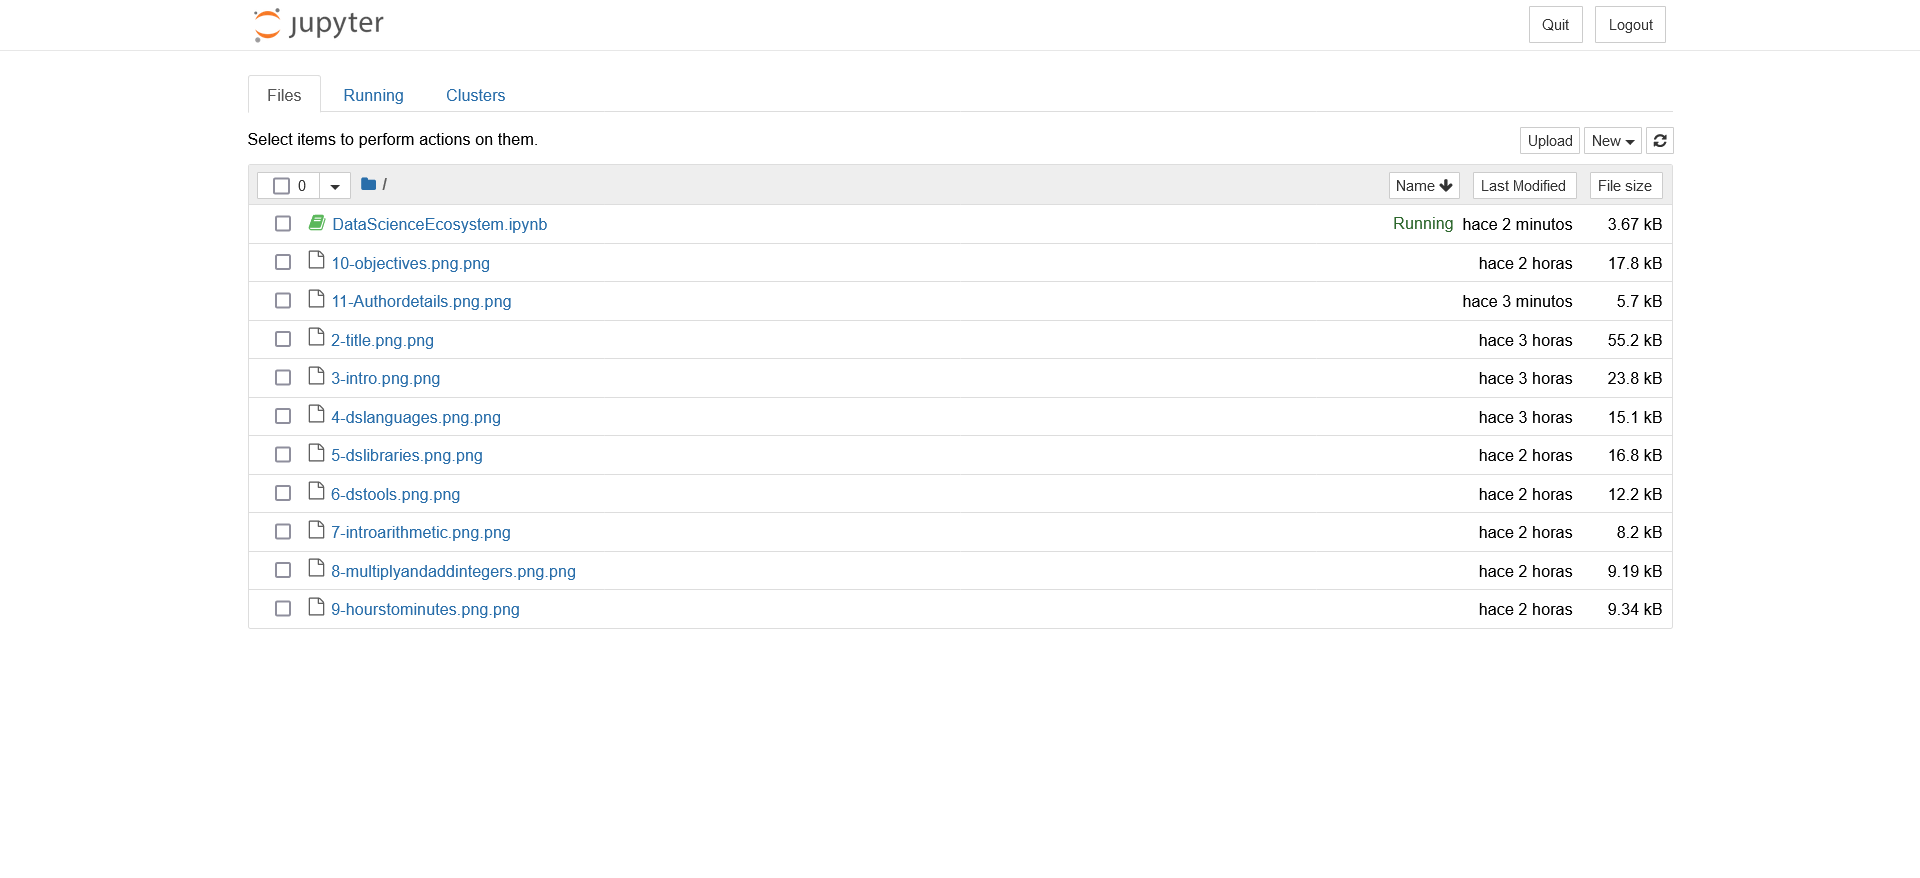 jupyter Quit Logout
Files Running Clusters
Select items to perform actions on them. Upload New
0 / Name Last Modified File size
DataScienceEcosystem.ipynb Running hace 2 minutos 3.67 kB
10-objectives.png.png hace 2 horas 17.8 kB
11-Authordetails.png.png hace 3 minutos 5.7 kB
2-title.png.png hace 3 horas 55.2 kB
3-intro.png.png hace 3 horas 23.8 kB
4-dslanguages.png.png hace 3 horas 15.1 kB
5-dslibraries.png.png hace 2 horas 16.8 kB
6-dstools.png.png hace 2 horas 12.2 kB
7-introarithmetic.png.png hace 2 horas 8.2 kB
8-multiplyandaddintegers.png.png hace 2 horas 9.19 kB
9-hourstominutes.png.png hace 2 horas 9.34 kB